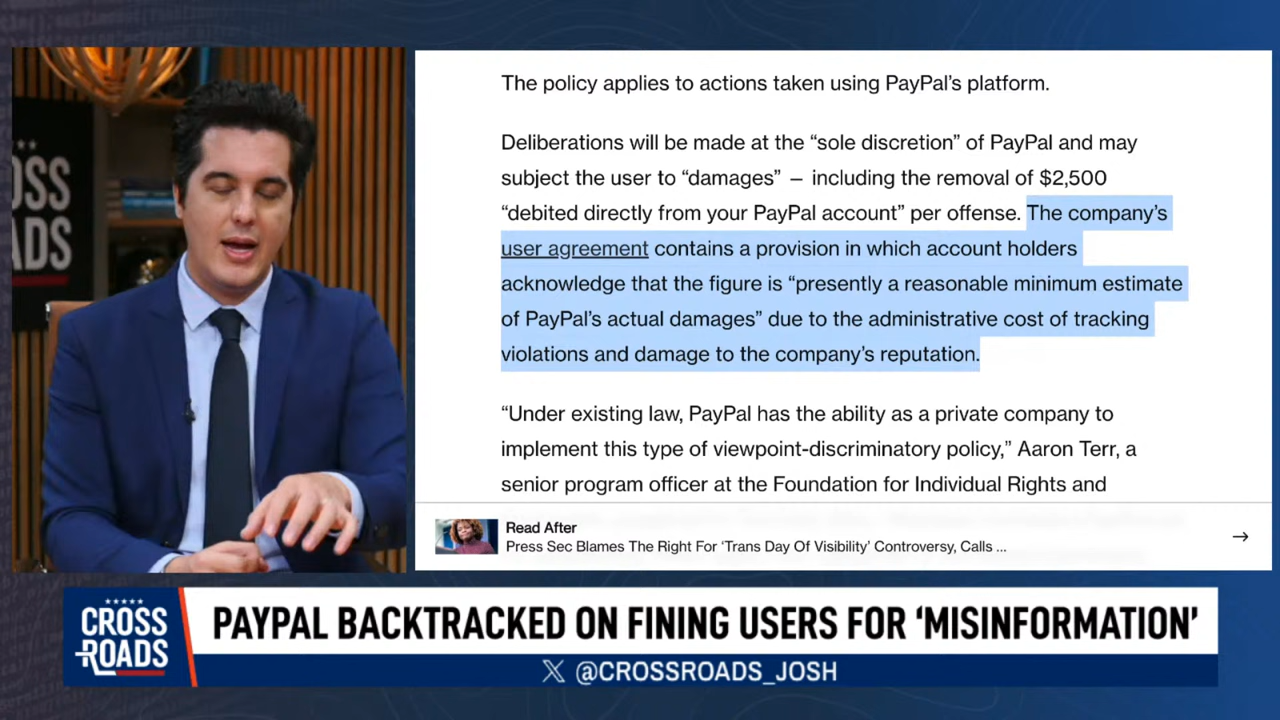 OSS
ADS
The policy applies to actions taken using PayPal’s platform.
Deliberations will be made at the “sole discretion” of PayPal and may
subject the user to “damages” – including the removal of $2,500
“debited directly from your PayPal account” per offense. The company’s
user agreement contains a provision in which account holders
acknowledge that the figure is “presently a reasonable minimum estimate
of PayPal’s actual damages” due to the administrative cost of tracking
violations and damage to the company’s reputation.
“Under existing law, PayPal has the ability as a private company to
implement this type of viewpoint-discriminatory policy,” Aaron Terr, a
senior program officer at the Foundation for Individual Rights and
Read After
Press Sec Blames The Right For ‘Trans Day Of Visibility’ Controversy, Calls ...
CROSS
ROADS
PAYPAL BACKTRACKED ON FINING USERS FOR ‘MISINFORMATION’
X @CROSSROADS_JOSH